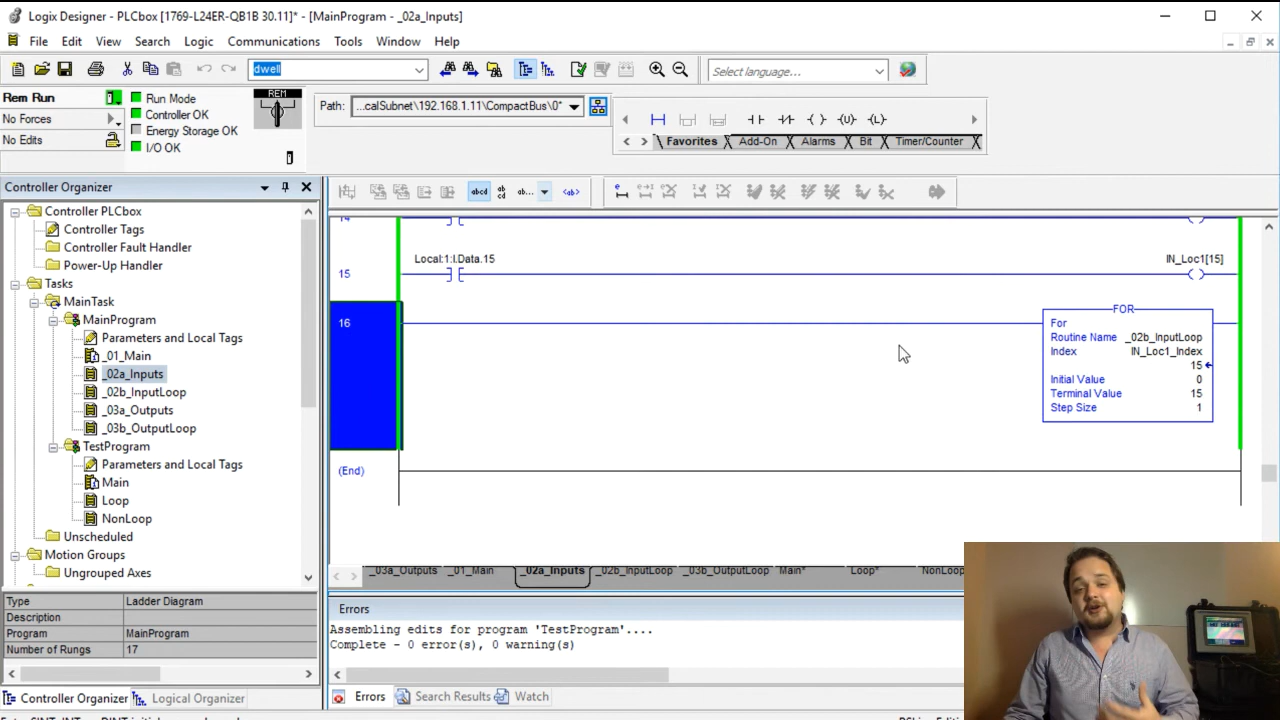 Logix Designer - PLCbox [1769-L24ER-QB1B 30.11]* - [MainProgram - _02a_Inputs]
File Edit View Search Logic Communications Tools Window Help
dwell
Select language...
Rem Run
No Forces
No Edits
Run Mode
Controller OK
Energy Storage OK
I/O OK
REM
Path: ...calSubnet\192.168.1.11\CompactBus\0*
Favorites Add-On Alarms Bit Timer/Counter
Controller Organizer
Controller PLCbox
Controller Tags
Controller Fault Handler
Power-Up Handler
Tasks
MainTask
MainProgram
Parameters and Local Tags
_01_Main
_02a_Inputs
_02b_InputLoop
_03a_Outputs
_03b_OutputLoop
TestProgram
Parameters and Local Tags
Main
Loop
NonLoop
Unscheduled
Motion Groups
Ungrouped Axes
Type Ladder Diagram
Description
Program MainProgram
Number of Rungs 17
Controller Organizer Logical Organizer
abcd
ab
cd
ab...
<ab>
14
Local:1:I.Data.15 IN_Loc1[15]
15
16
FOR
For
Routine Name _02b_InputLoop
Index IN_Loc1_Index
15
Initial Value 0
Terminal Value 15
Step Size 1
(End)
_03a_Outputs _01_Main _02a_Inputs _02b_InputLoop _03b_OutputLoop Main* Loop* NonLoop
Errors
Assembling edits for program 'TestProgram'....
Complete - 0 error(s), 0 warning(s)
Errors Search Results Watch